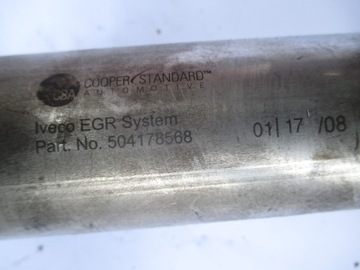 CSA COOPER STANDARD™
AUTOMOTIVE
Iveco EGR System
Part. No. 504178568 01|17 /08